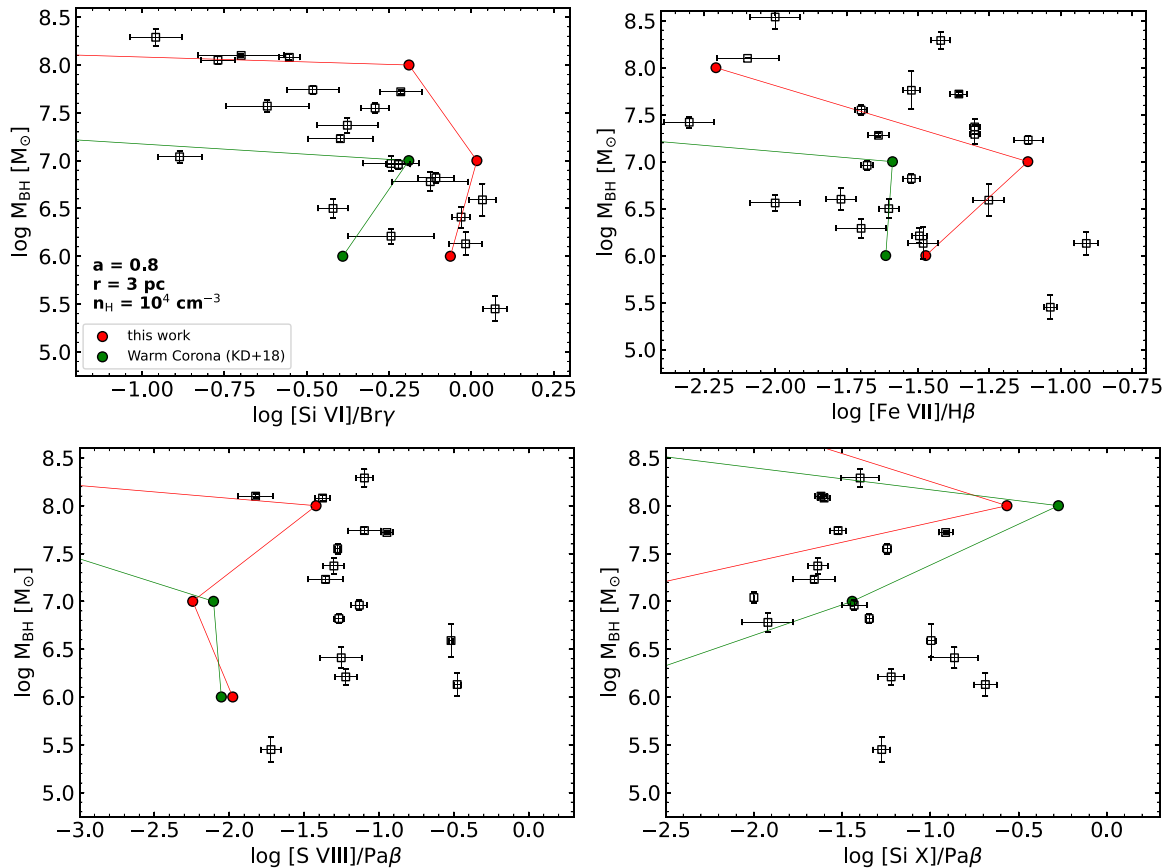 8.5
8.0
7.5
7.0
6.5
6.0
5.5
5.0
log M_BH [M_⊙]
a = 0.8
r = 3 pc
n_H = 10^4 cm^−3
this work
Warm Corona (KD+18)
−1.00 −0.75 −0.50 −0.25 0.00 0.25
log [Si VI]/Brγ
8.5
8.0
7.5
7.0
6.5
6.0
5.5
5.0
log M_BH [M_⊙]
−2.25 −2.00 −1.75 −1.50 −1.25 −1.00 −0.75
log [Fe VII]/Hβ
8.5
8.0
7.5
7.0
6.5
6.0
5.5
5.0
log M_BH [M_⊙]
−3.0 −2.5 −2.0 −1.5 −1.0 −0.5 0.0
log [S VIII]/Paβ
8.5
8.0
7.5
7.0
6.5
6.0
5.5
5.0
log M_BH [M_⊙]
−2.5 −2.0 −1.5 −1.0 −0.5 0.0
log [Si X]/Paβ